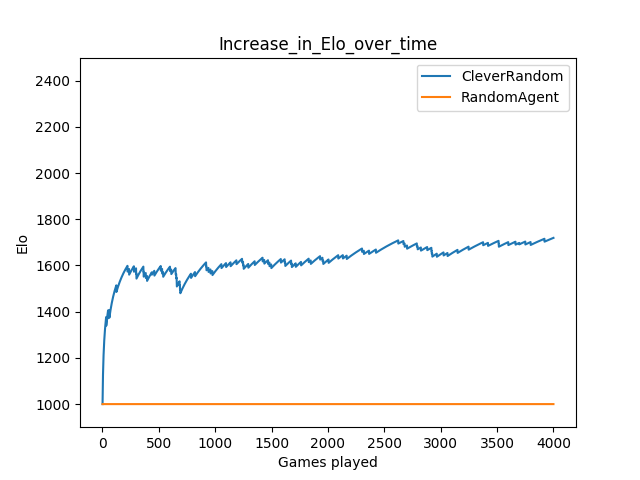 Increase_in_Elo_over_time
CleverRandom
RandomAgent
2400
2200
2000
1800
1600
1400
1200
1000
Elo
0 500 1000 1500 2000 2500 3000 3500 4000
Games played